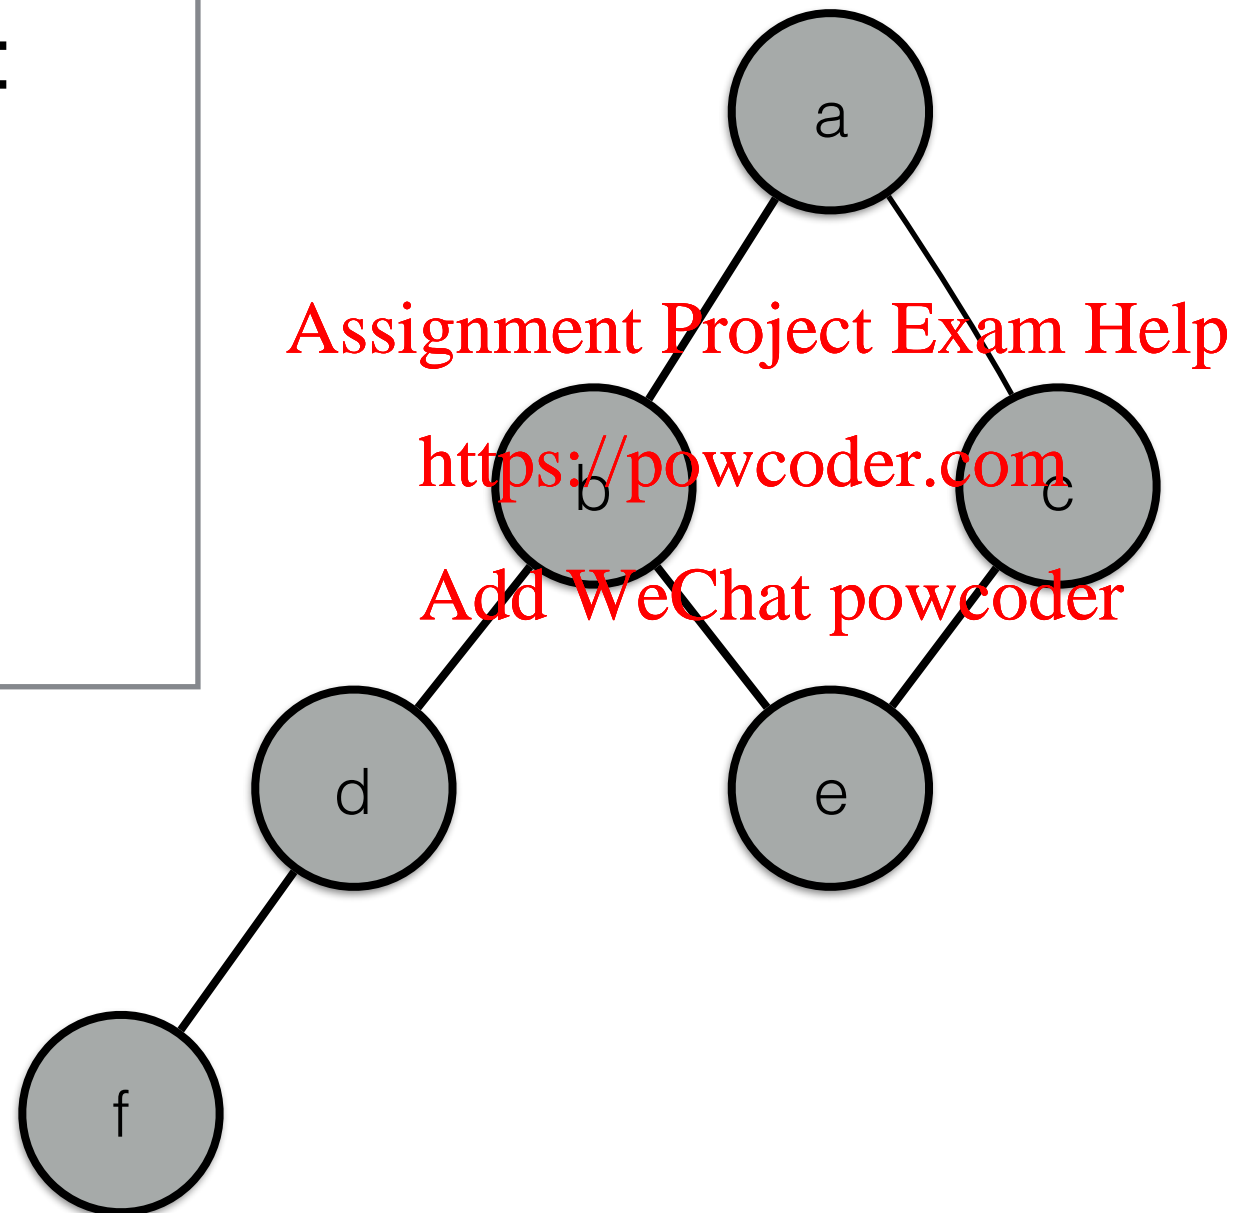 :
a
Assignment Project Exam Help
https://powcoder.com
b
c
Add WeChat powcoder
d
e
f